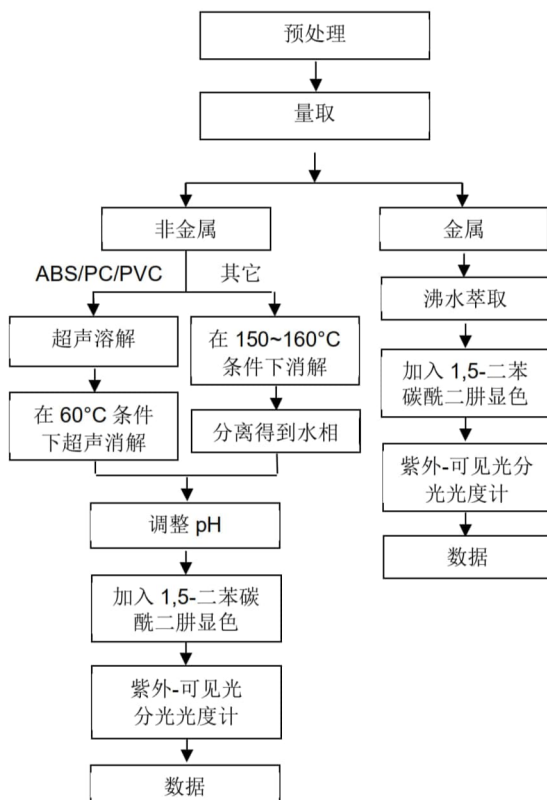 预处理
量取
非金属
金属
ABS/PC/PVC
其它
沸水萃取
超声溶解
在 150~160°C
条件下消解
加入 1,5-二苯
碳酰二肼显色
在 60°C 条件
下超声消解
分离得到水相
紫外-可见光分
光光度计
调整 pH
数据
加入 1,5-二苯碳
酰二肼显色
紫外-可见光
分光光度计
数据